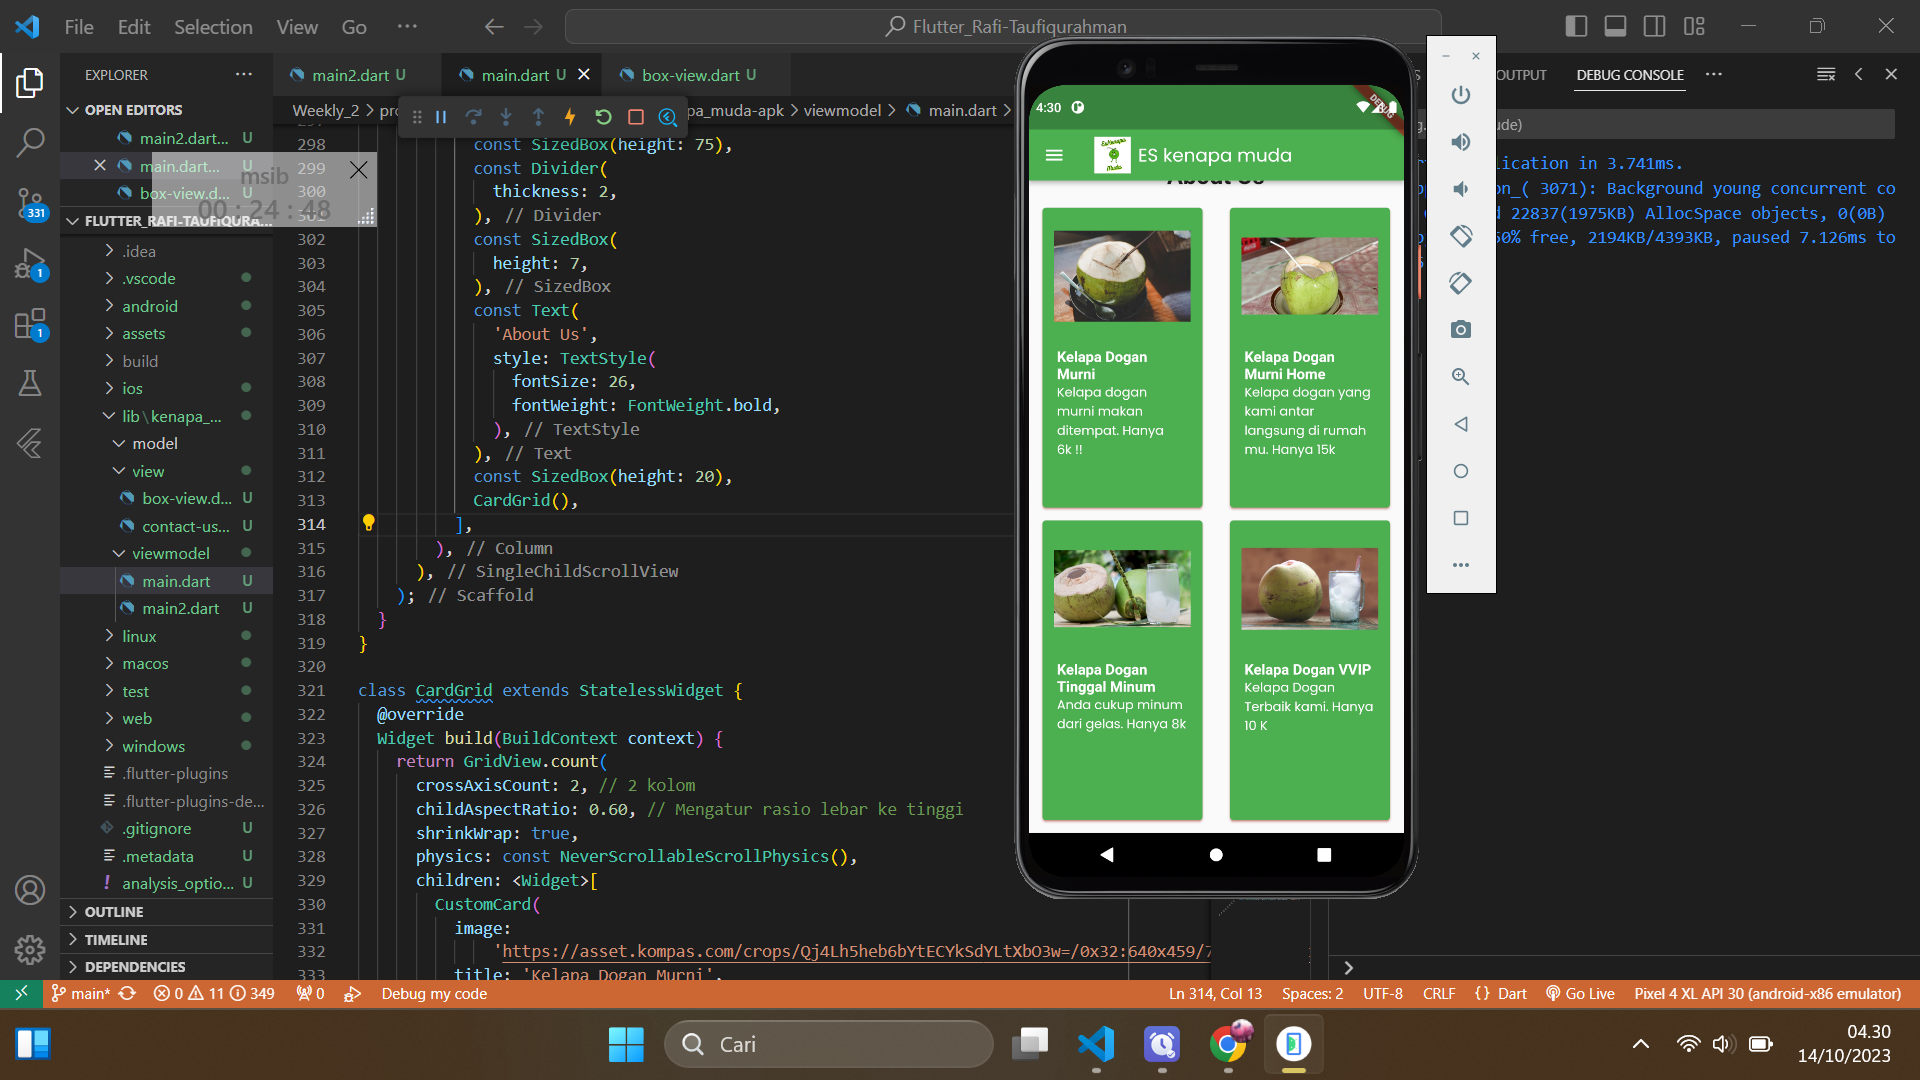 File Edit Selection View Go
Flutter_Rafi-Taufiqurahman
EXPLORER
OPEN EDITORS
main2.dart... U
main.dart... U
box-view.d... U
msib
00 : 24 : 48
FLUTTER_RAFI-TAUFIQURA...
.idea
.vscode
android
assets
build
ios
lib\kenapa_...
model
view
box-view.d... U
contact-us... U
viewmodel
main.dart U
main2.dart U
linux
macos
test
web
windows
.flutter-plugins
.flutter-plugins-de...
.gitignore U
.metadata U
analysis_optio... U
OUTLINE
TIMELINE
DEPENDENCIES
331
1
1
main2.dart U
main.dart U
box-view.dart U
Weekly_2 > pr
pa_muda-apk > viewmodel > main.dart >
298 const SizedBox(height: 75),
299 const Divider(
300 thickness: 2,
301 ), // Divider
302 const SizedBox(
303 height: 7,
304 ), // SizedBox
305 const Text(
306 'About Us',
307 style: TextStyle(
308 fontSize: 26,
309 fontWeight: FontWeight.bold,
310 ), // TextStyle
311 ), // Text
312 const SizedBox(height: 20),
313 CardGrid(),
314 ],
315 ), // Column
316 ), // SingleChildScrollView
317 ); // Scaffold
318 }
319 }
320
321 class CardGrid extends StatelessWidget {
322 @override
323 Widget build(BuildContext context) {
324 return GridView.count(
325 crossAxisCount: 2, // 2 kolom
326 childAspectRatio: 0.60, // Mengatur rasio lebar ke tinggi
327 shrinkWrap: true,
328 physics: const NeverScrollableScrollPhysics(),
329 children: <Widget>[
330 CustomCard(
331 image:
332 'https://asset.kompas.com/crops/Qj4Lh5heb6bYtECYkSdYLtXbO3w=/0x32:640x459/7
333 title: 'Kelapa Dogan Murni',
4:30
DEBUG
ES kenapa muda
About Us
Kelapa Dogan
Murni
Kelapa dogan
murni makan
ditempat. Hanya
6k !!
Kelapa Dogan
Murni Home
Kelapa dogan yang
kami antar
langsung di rumah
mu. Hanya 15k
Kelapa Dogan
Tinggal Minum
Anda cukup minum
dari gelas. Hanya 8k
Kelapa Dogan VVIP
Kelapa Dogan
Terbaik kami. Hanya
10 K
S OUTPUT DEBUG CONSOLE
ude)
lication in 3.741ms.
on_( 3071): Background young concurrent co
d 22837(1975KB) AllocSpace objects, 0(0B)
50% free, 2194KB/4393KB, paused 7.126ms to
main* 0 11 349 0 Debug my code
Ln 314, Col 13 Spaces: 2 UTF-8 CRLF {} Dart Go Live Pixel 4 XL API 30 (android-x86 emulator)
Cari
04.30
14/10/2023